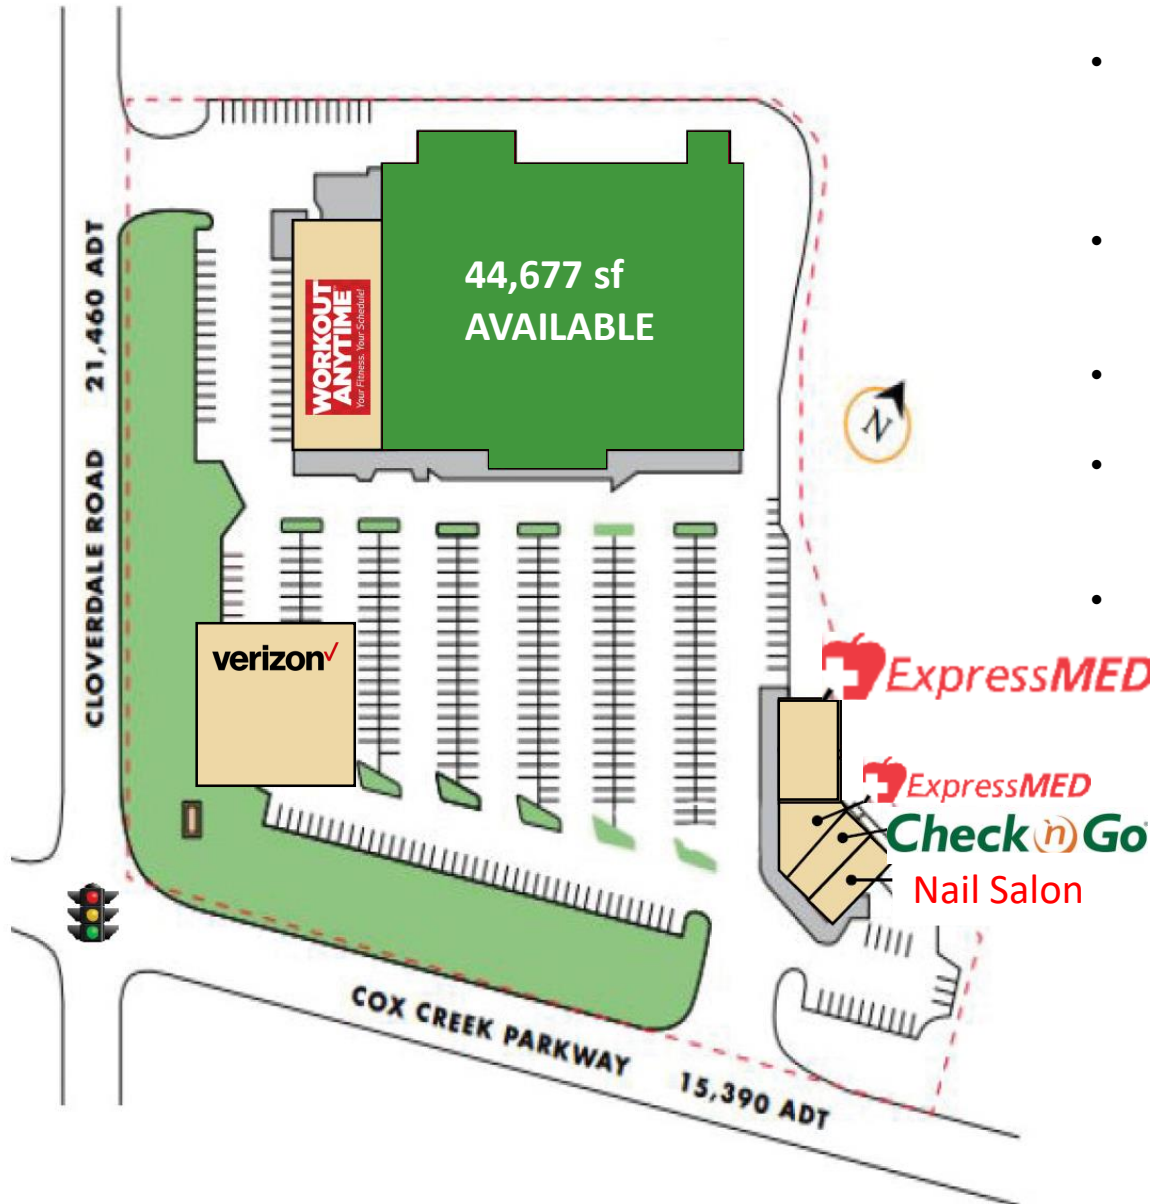 44,677 sf
AVAILABLE
WORKOUT
ANYTIME
Your Fitness. Your Schedule!
CLOVERDALE ROAD 21,460 ADT
N
verizon✓
ExpressMED
ExpressMED
Check 'n Go
Nail Salon
COX CREEK PARKWAY 15,390 ADT